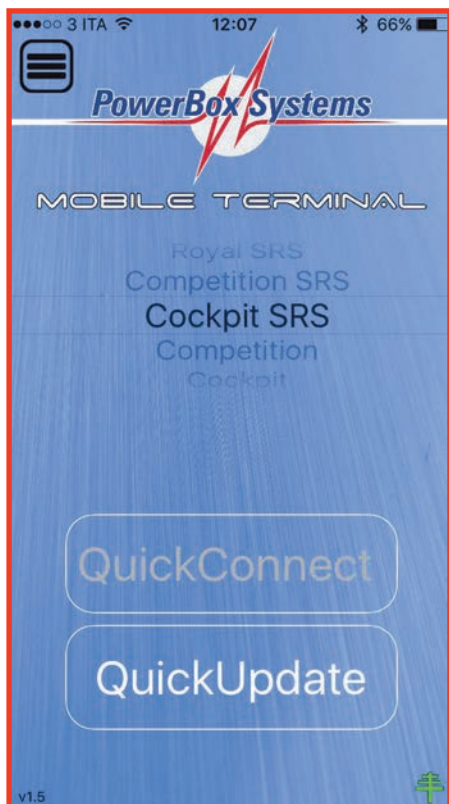 3 ITA 12:07 66%
PowerBox Systems
MOBILE TERMINAL
Royal SRS
Competition SRS
Cockpit SRS
Competition
Cockpit
QuickConnect
QuickUpdate
v1.5